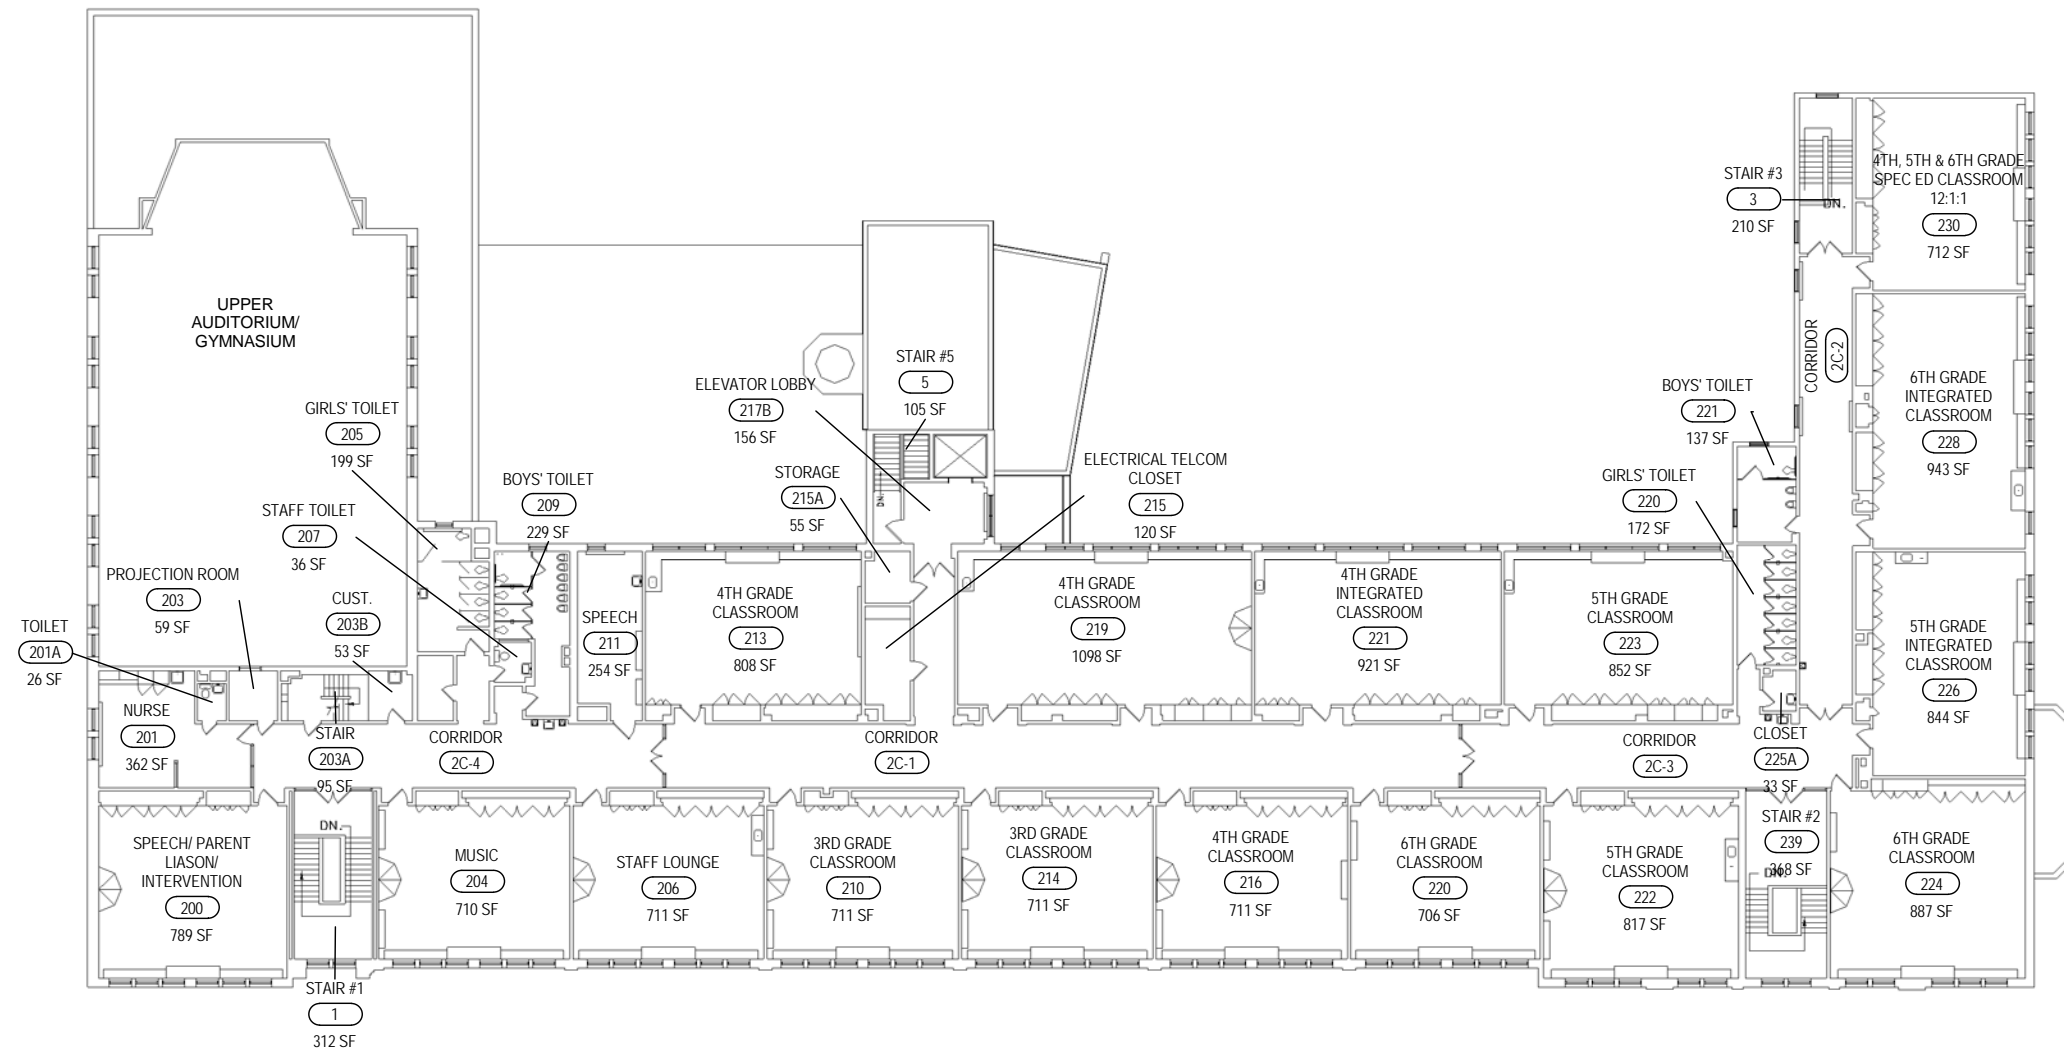 UPPER
AUDITORIUM/
GYMNASIUM
GIRLS' TOILET
205
199 SF
STAFF TOILET
207
36 SF
PROJECTION ROOM
203
59 SF
CUST.
203B
53 SF
TOILET
201A
26 SF
NURSE
201
362 SF
STAIR
203A
95 SF
CORRIDOR
2C-4
BOYS' TOILET
209
229 SF
SPEECH
211
254 SF
4TH GRADE
CLASSROOM
213
808 SF
ELEVATOR LOBBY
217B
156 SF
STORAGE
215A
55 SF
STAIR #5
5
105 SF
DN.
ELECTRICAL TELCOM
CLOSET
215
120 SF
CORRIDOR
2C-1
4TH GRADE
CLASSROOM
219
1098 SF
4TH GRADE
INTEGRATED
CLASSROOM
221
921 SF
5TH GRADE
CLASSROOM
223
852 SF
BOYS' TOILET
221
137 SF
GIRLS' TOILET
220
172 SF
STAIR #3
3
210 SF
DN.
CORRIDOR
2C-2
4TH, 5TH & 6TH GRADE
SPEC ED CLASSROOM
12:1:1
230
712 SF
6TH GRADE
INTEGRATED
CLASSROOM
228
943 SF
5TH GRADE
INTEGRATED
CLASSROOM
226
844 SF
CORRIDOR
2C-3
CLOSET
225A
33 SF
SPEECH/ PARENT
LIASON/
INTERVENTION
200
789 SF
DN.
STAIR #1
1
312 SF
MUSIC
204
710 SF
STAFF LOUNGE
206
711 SF
3RD GRADE
CLASSROOM
210
711 SF
3RD GRADE
CLASSROOM
214
711 SF
4TH GRADE
CLASSROOM
216
711 SF
6TH GRADE
CLASSROOM
220
706 SF
5TH GRADE
CLASSROOM
222
817 SF
STAIR #2
239
368 SF
DN.
6TH GRADE
CLASSROOM
224
887 SF